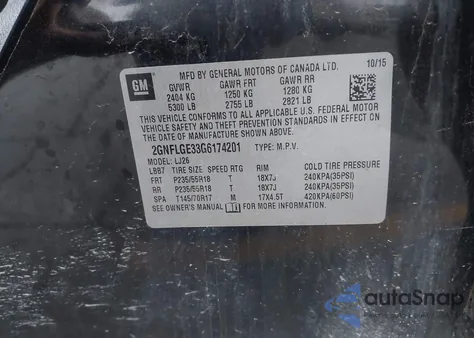 MFD BY GENERAL MOTORS OF CANADA LTD. 10/15
GM GVWR GAWR FRT GAWR RR
2404 KG 1250 KG 1280 KG
5300 LB 2755 LB 2821 LB
THIS VEHICLE CONFORMS TO ALL APPLICABLE U.S. FEDERAL MOTOR
VEHICLE SAFETY, BUMPER, AND THEFT PREVENTION STANDARDS
IN EFFECT ON THE DATE OF MANUFACTURE SHOWN ABOVE.
2GNFLGE33G6174201 TYPE: M.P.V.
MODEL: LJ26
LBB7 TIRE SIZE SPEED RTG RIM COLD TIRE PRESSURE
FRT P235/55R18 T 18X7J 240KPA(35PSI)
RR P235/55R18 T 18X7J 240KPA(35PSI)
SPA T145/70R17 M 17X4.5T 420KPA(60PSI)
SEE OWNER'S MANUAL FOR MORE INFORMATION.
autoSnap